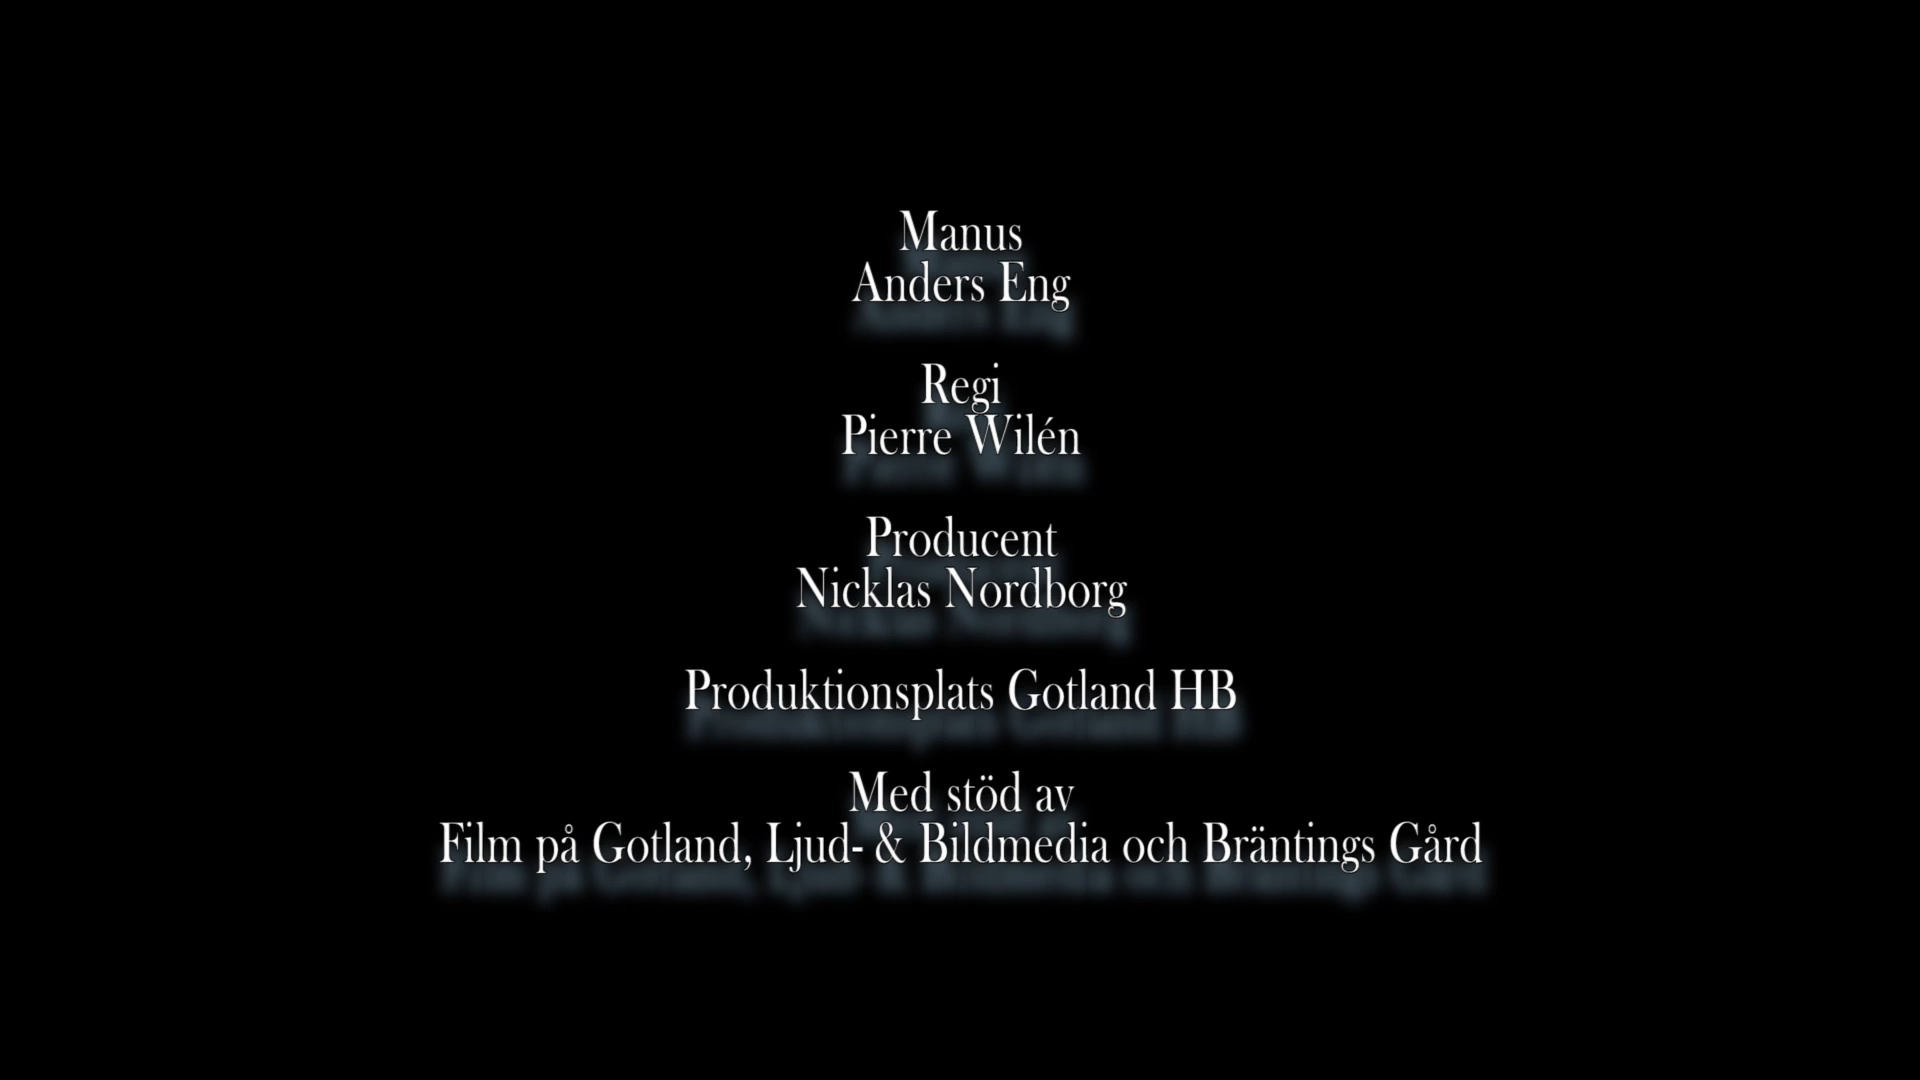 Manus
Anders Eng
Regi
Pierre Wilén
Producent
Nicklas Nordborg
Produktionsplats Gotland HB
Med stöd av
Film på Gotland, Ljud- & Bildmedia och Bräntings Gård